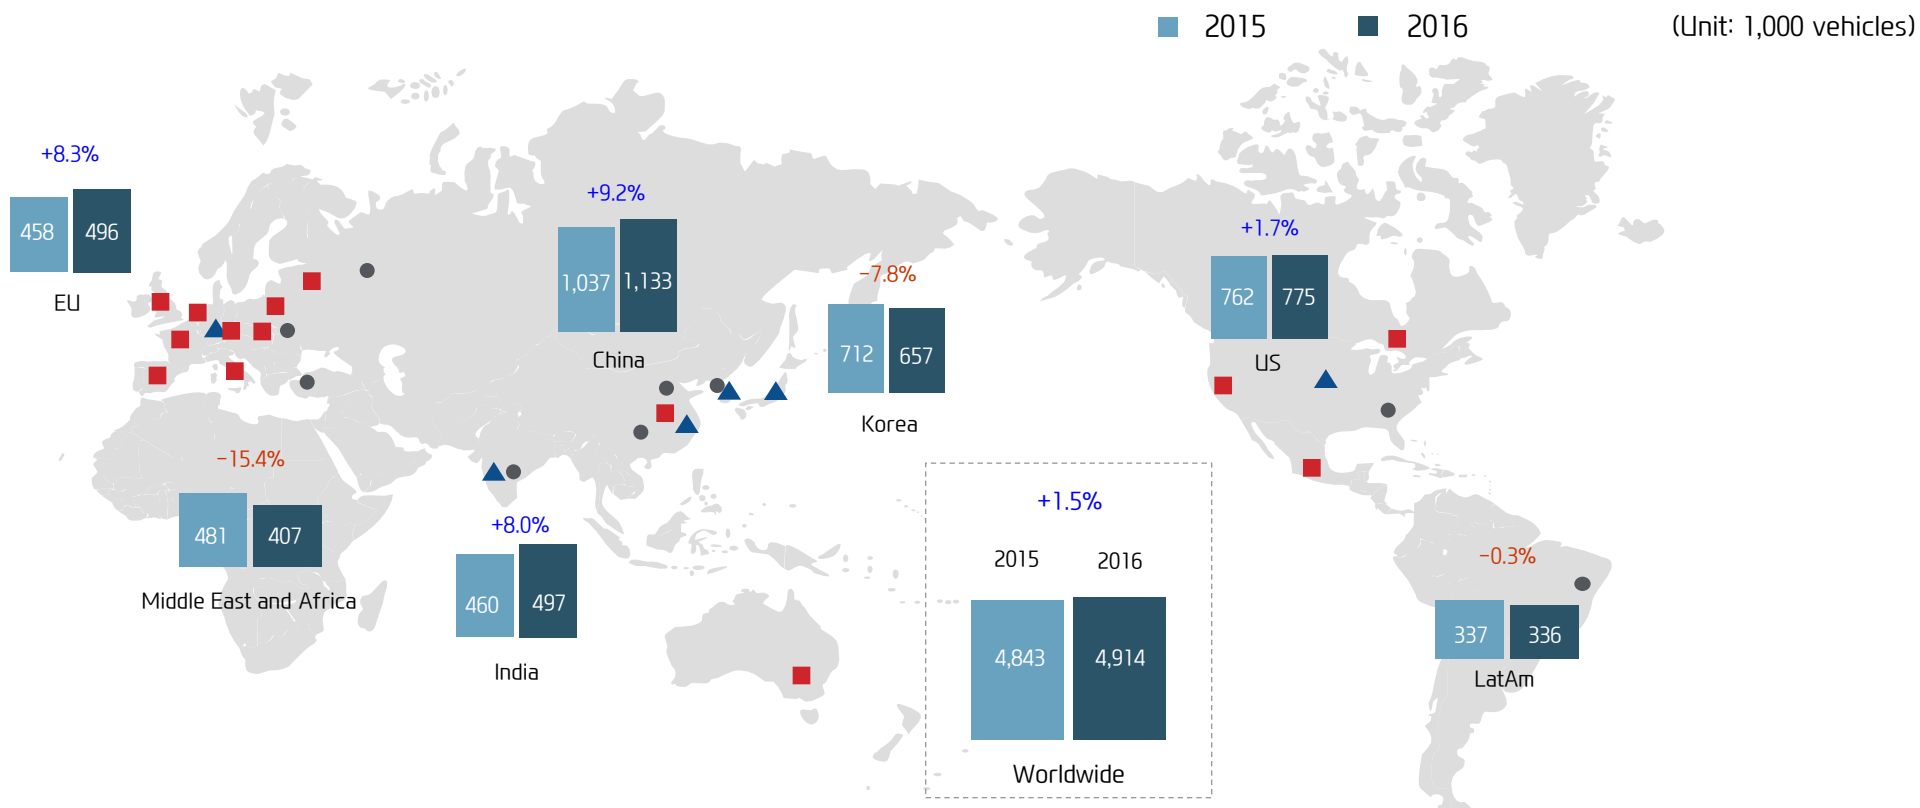 2015 2016 (Unit: 1,000 vehicles)
+8.3%
458 496
EU
+9.2%
1,037 1,133
China
−7.8%
712 657
Korea
+1.7%
762 775
US
−15.4%
481 407
Middle East and Africa
+8.0%
460 497
India
+1.5%
2015 2016
4,843 4,914
Worldwide
−0.3%
337 336
LatAm